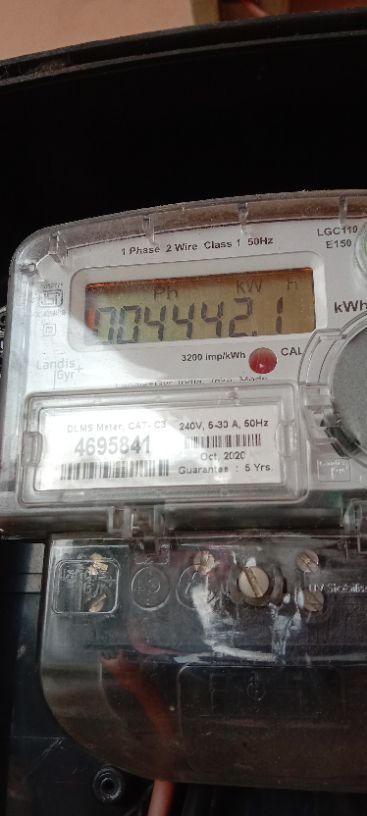 1 Phase 2 Wire Class 1 50Hz
LGC110
E150
Ph KW h
004442.1
kWh
3200 imp/kWh
CAL
Landis
Gyr
DLMS Meter, CAT- C3 240V, 5-30 A, 50Hz
4695841
Oct, 2020
Guarantee : 5 Yrs.